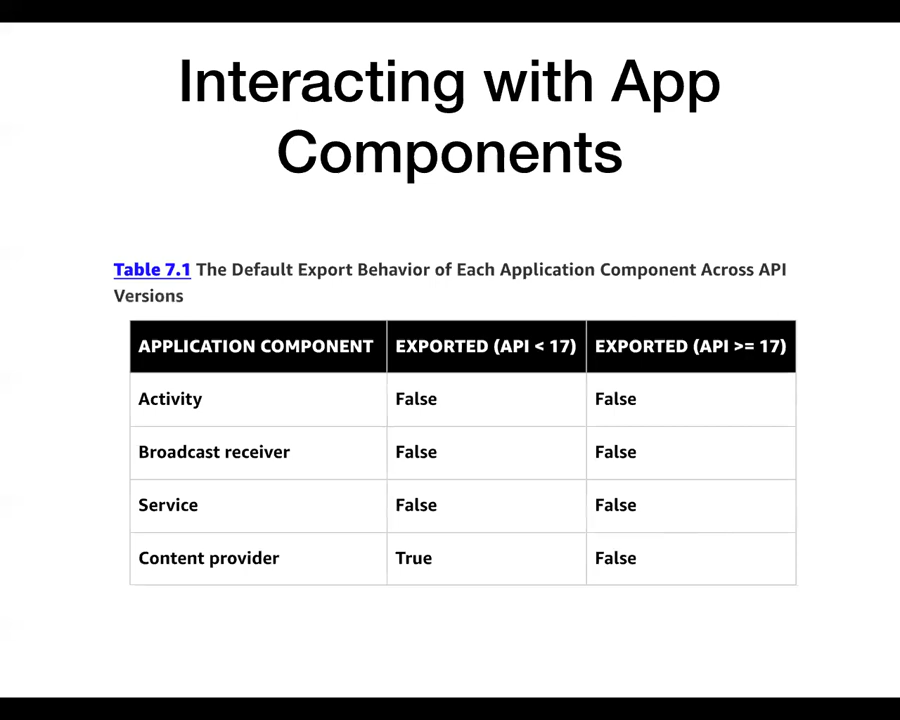 Interacting with App
Components
Table 7.1 The Default Export Behavior of Each Application Component Across API
Versions
APPLICATION COMPONENT EXPORTED (API < 17) EXPORTED (API >= 17)
Activity False False
Broadcast receiver False False
Service False False
Content provider True False